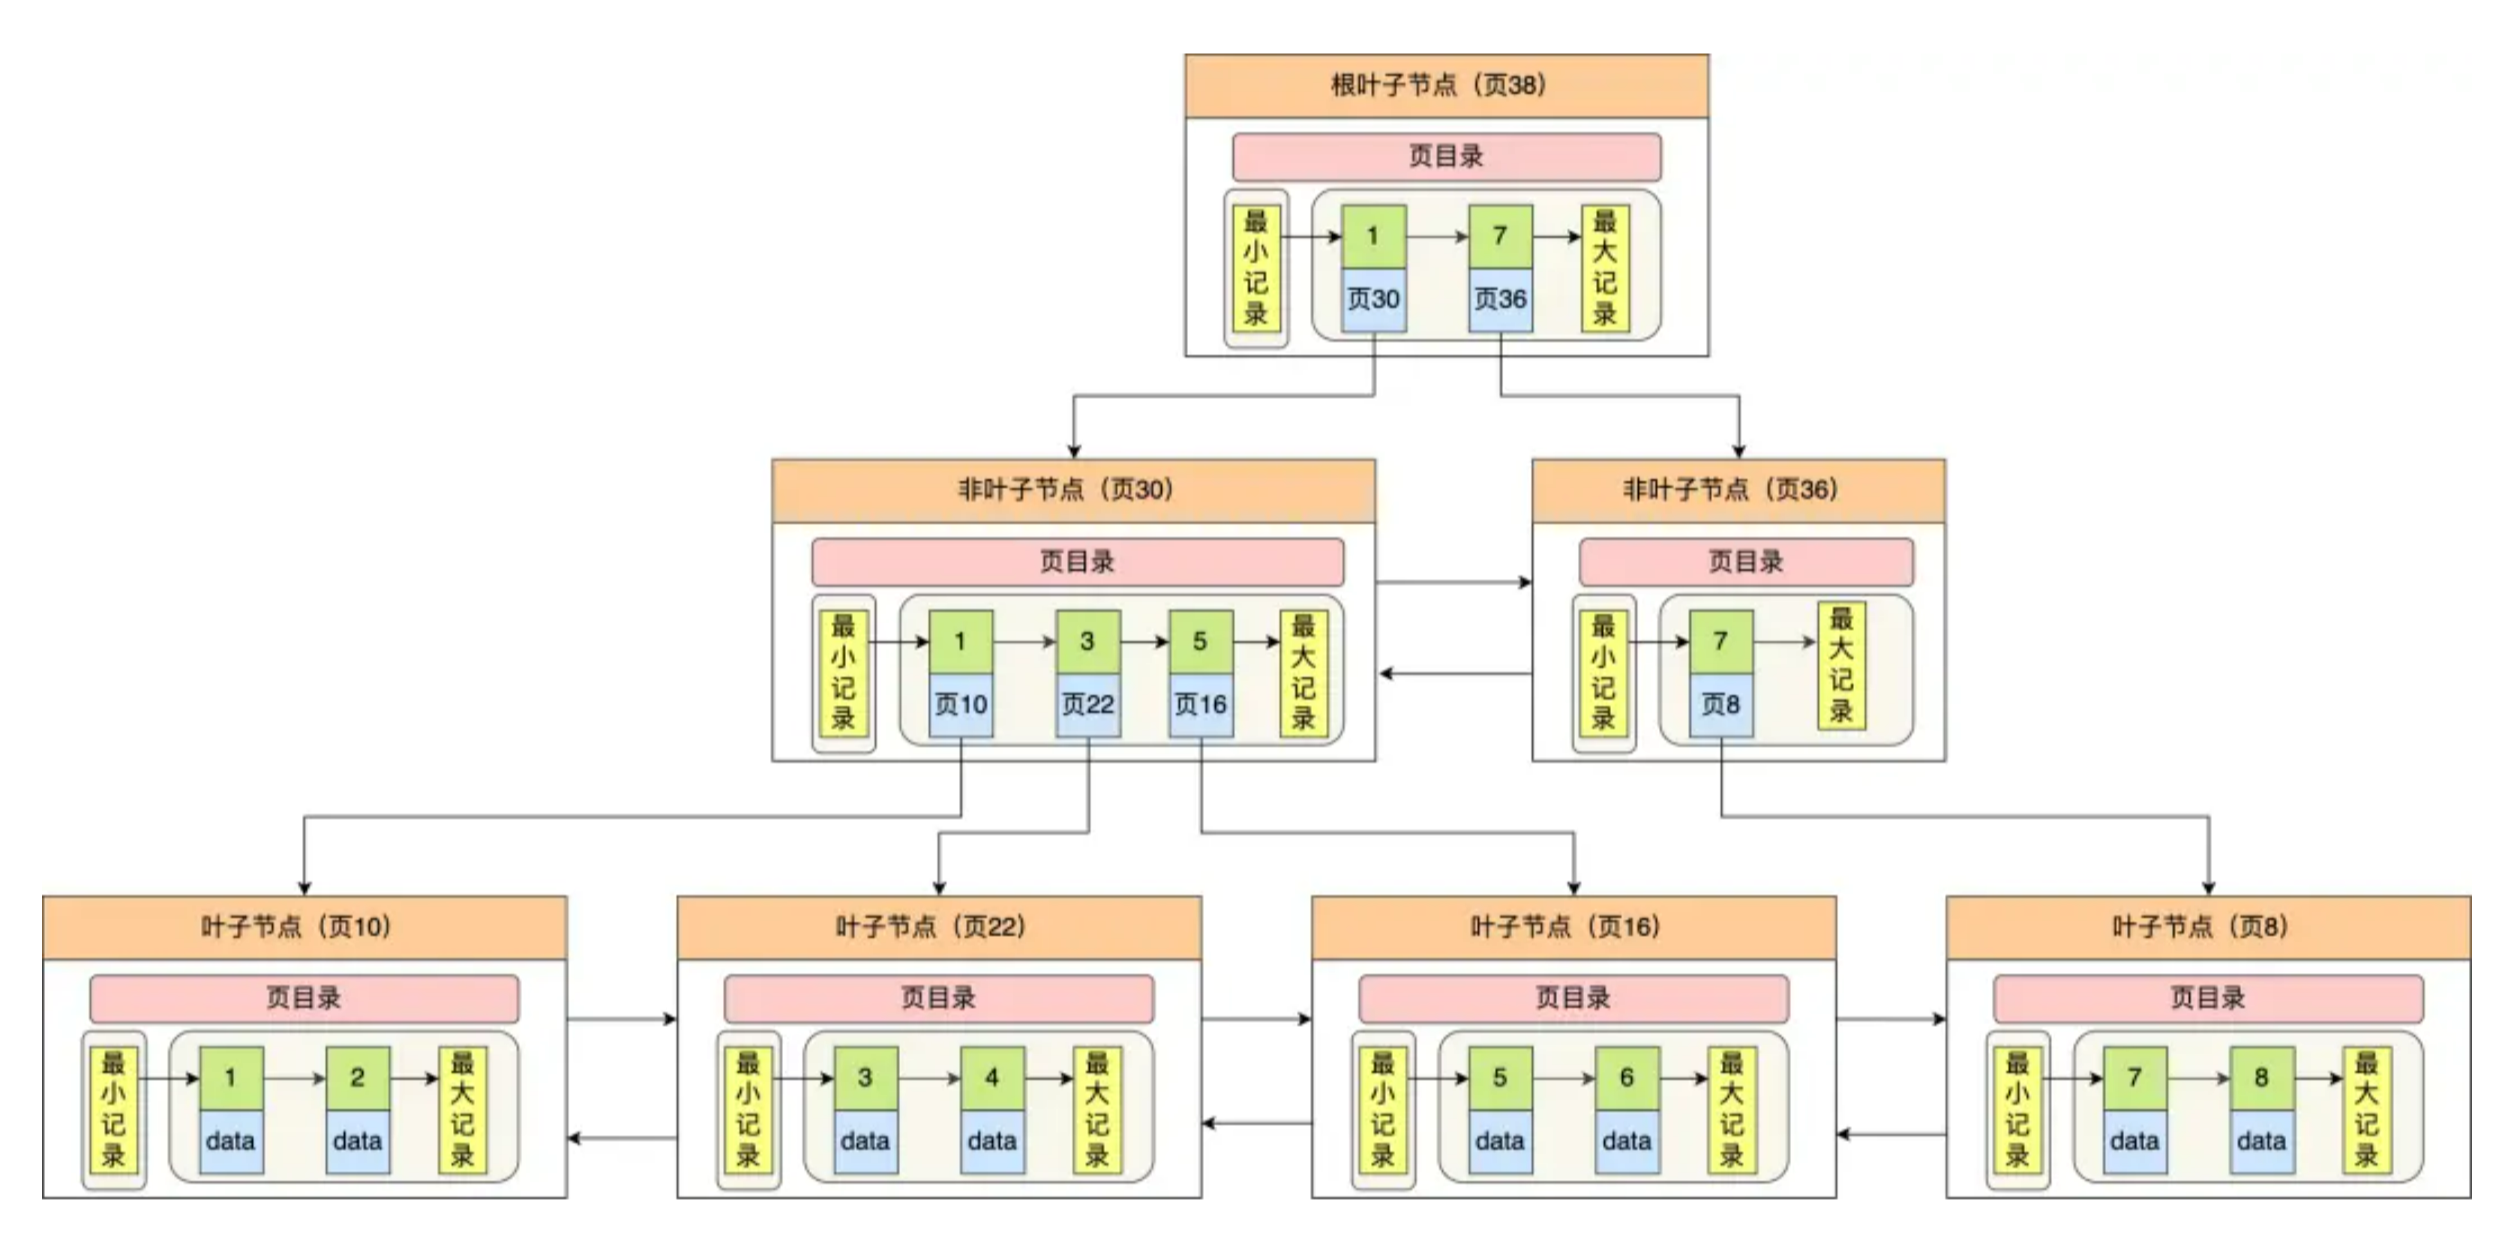 根叶子节点（页38）
页目录
最小记录
1
7
最大记录
页30
页36
非叶子节点（页30）
页目录
最小记录
1
3
5
最大记录
页10
页22
页16
非叶子节点（页36）
页目录
最小记录
7
最大记录
页8
叶子节点（页10）
页目录
最小记录
1
2
最大记录
data
data
叶子节点（页22）
页目录
最小记录
3
4
最大记录
data
data
叶子节点（页16）
页目录
最小记录
5
6
最大记录
data
data
叶子节点（页8）
页目录
最小记录
7
8
最大记录
data
data